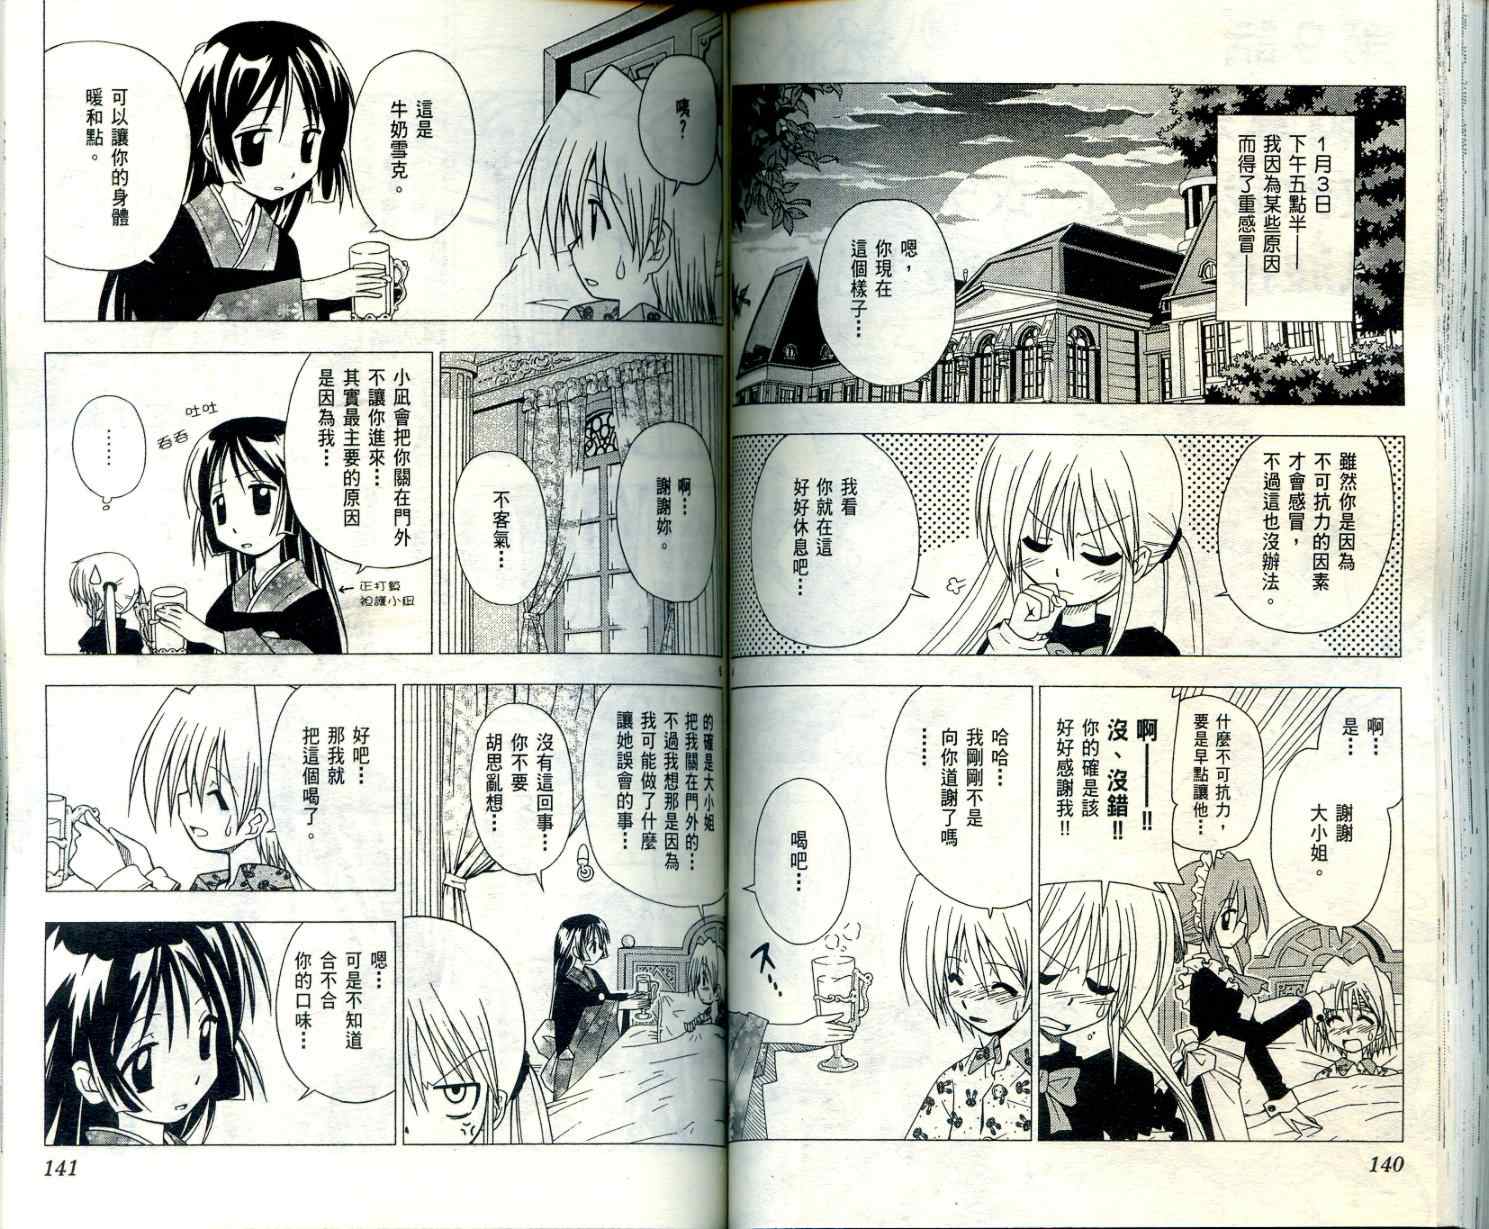 1月3日
下午五點半——
我因為某些原因
而得了重感冒——
嗯，
你現在
這個樣子…
雖然你是因為
不可抗力的因素
才會感冒，
不過這也沒辦法。
我看
你就在這
好好休息吧…
啊…
是…
謝謝
大小姐。
什麼不可抗力，
要是早點讓他…
啊——!!
沒、沒錯!!
你的確是該
好好感謝我!!
哈哈…
我剛剛不是
向你道謝了嗎
……
喝吧…
140
咦?
這是
牛奶雪克。
可以讓你的身體
暖和點。
啊…
謝謝妳。
不客氣…
小凪會把你關在門外
不讓你進來…
其實最主要的原因
是因為我…
吐吐
吞吞
……
←正打算
袒護小凪
的確是大小姐
把我關在門外的…
不過我想那是因為
我可能做了什麼
讓她誤會的事…
沒有這回事…
你不要
胡思亂想…
好吧…
那我就
把這個喝了。
嗯…
可是不知道
合不合
你的口味…
141